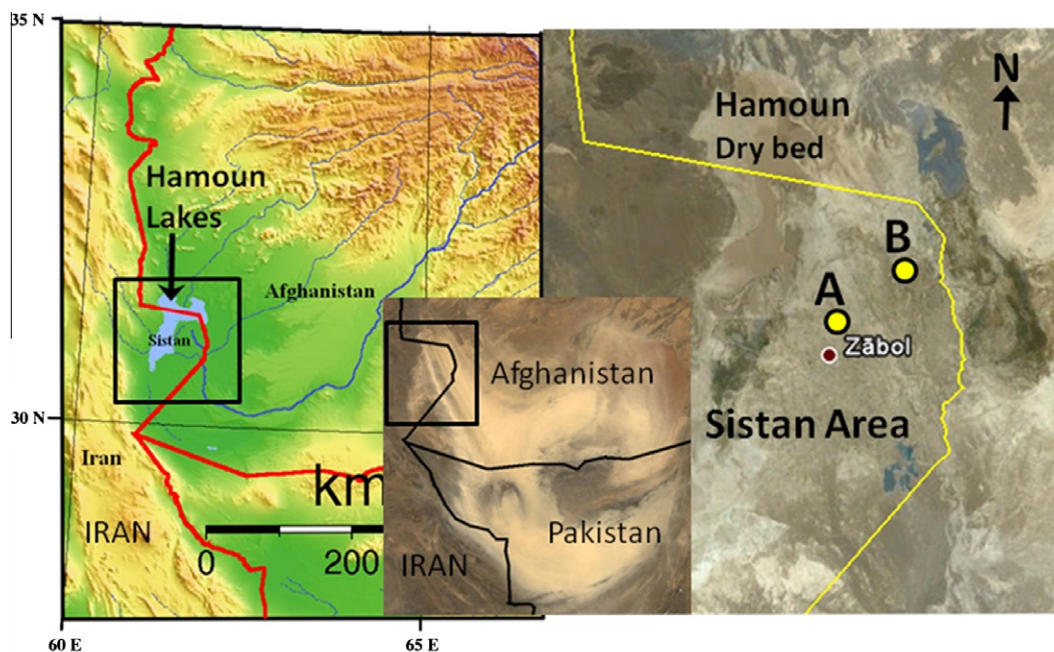 35 N
Hamoun
Lakes
Afghanistan
Sistan
30 N
Iran
IRAN
km
0
200
60 E
65 E
Afghanistan
Pakistan
IRAN
Hamoun
Dry bed
N
B
A
Zābol
Sistan Area